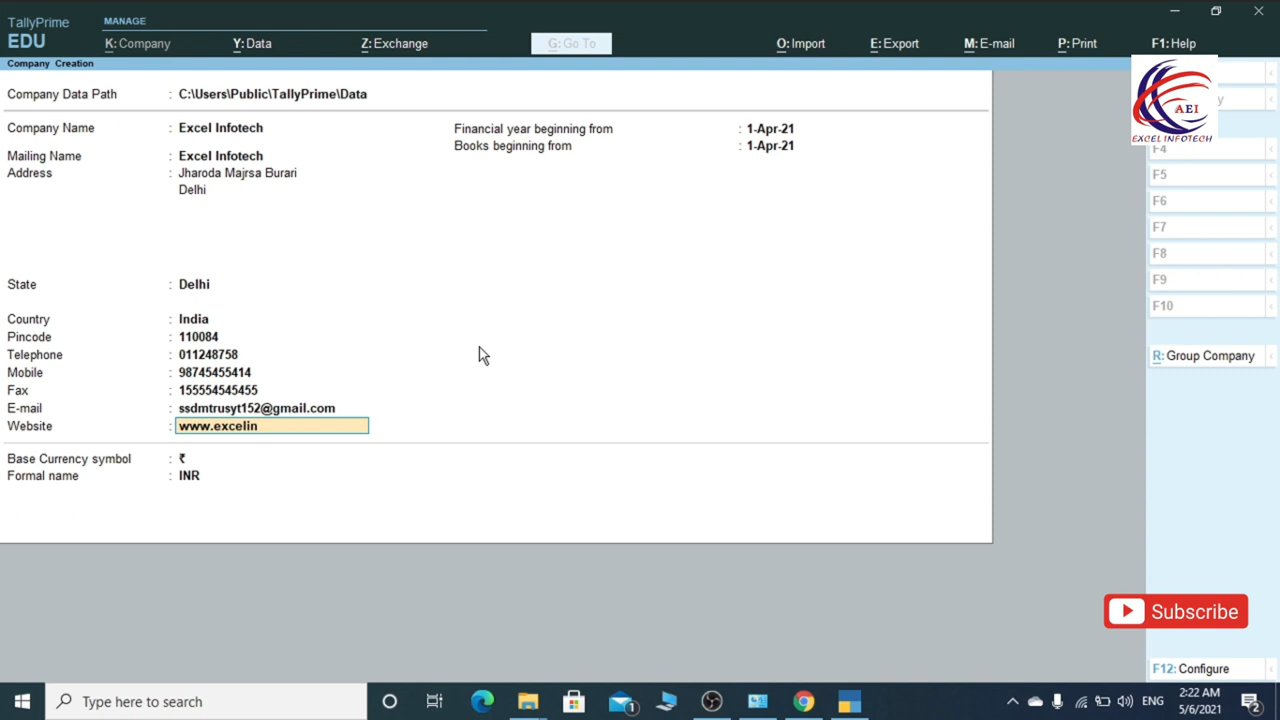 TallyPrime
EDU
MANAGE
K: Company
Y: Data
Z: Exchange
G: Go To
O: Import
E: Export
M: E-mail
P: Print
F1: Help
Company Creation
Company Data Path : C:\Users\Public\TallyPrime\Data
Company Name : Excel Infotech
Financial year beginning from : 1-Apr-21
Books beginning from : 1-Apr-21
Mailing Name : Excel Infotech
Address : Jharoda Majrsa Burari
Delhi
State : Delhi
Country : India
Pincode : 110084
Telephone : 011248758
Mobile : 98745455414
Fax : 155554545455
E-mail : ssdmtrusyt152@gmail.com
Website : www.excelin
Base Currency symbol : ₹
Formal name : INR
AEI
EXCEL INFOTECH
F4
F5
F6
F7
F8
F9
F10
R: Group Company
Subscribe
F12: Configure
Type here to search
1
ENG
2:22 AM
5/6/2021
2